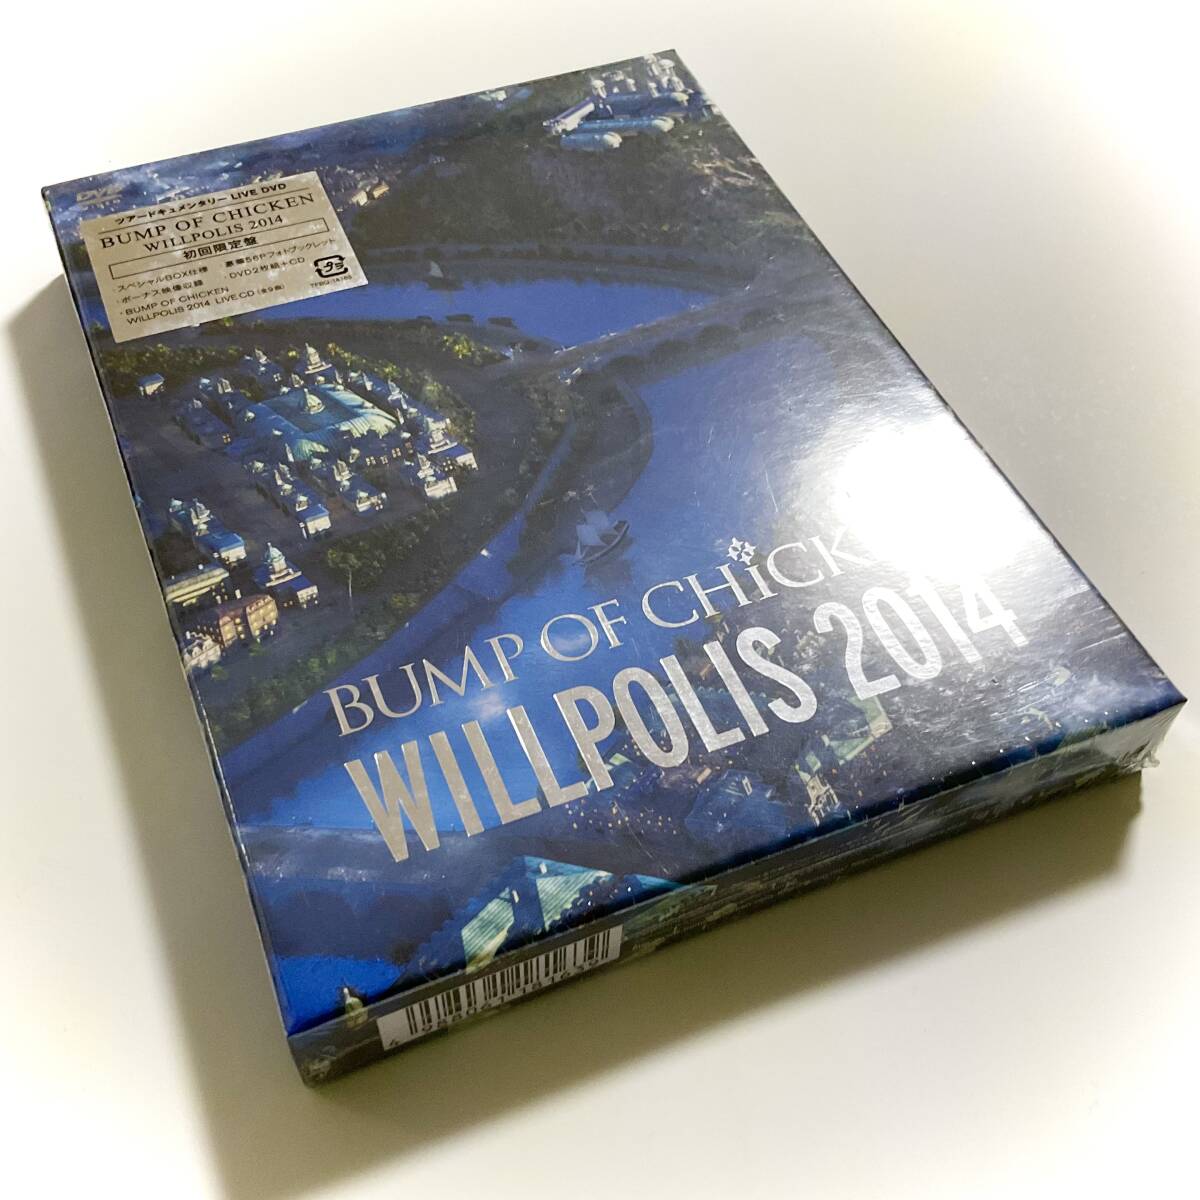 DVD
ツアードキュメンタリー LIVE DVD
BUMP OF CHICKEN
WILLPOLIS 2014
初回限定盤
・スペシャルBOX仕様 ・豪華56Pフォトブックレット
・ボーナス映像収録 ・DVD2枚組+CD
・BUMP OF CHICKEN
WILLPOLIS 2014 LIVE CD(全9曲)
BUMP OF CHICK
WILLPOLIS 2014